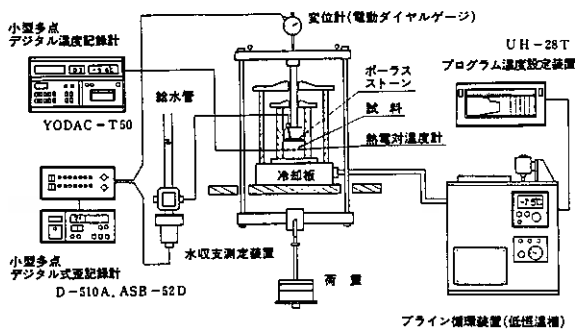 小型多点
デジタル温度記録計
YODAC-T50
変位計(電動ダイヤルゲージ)
UH-28T
プログラム温度設定装置
給水管
ポーラス
ストーン
試料
熱電対温度計
冷却板
水収支測定装置
小型多点
デジタル式歪記録計
D-510A, ASB-52D
荷重
ブライン循環装置(低恒温槽)